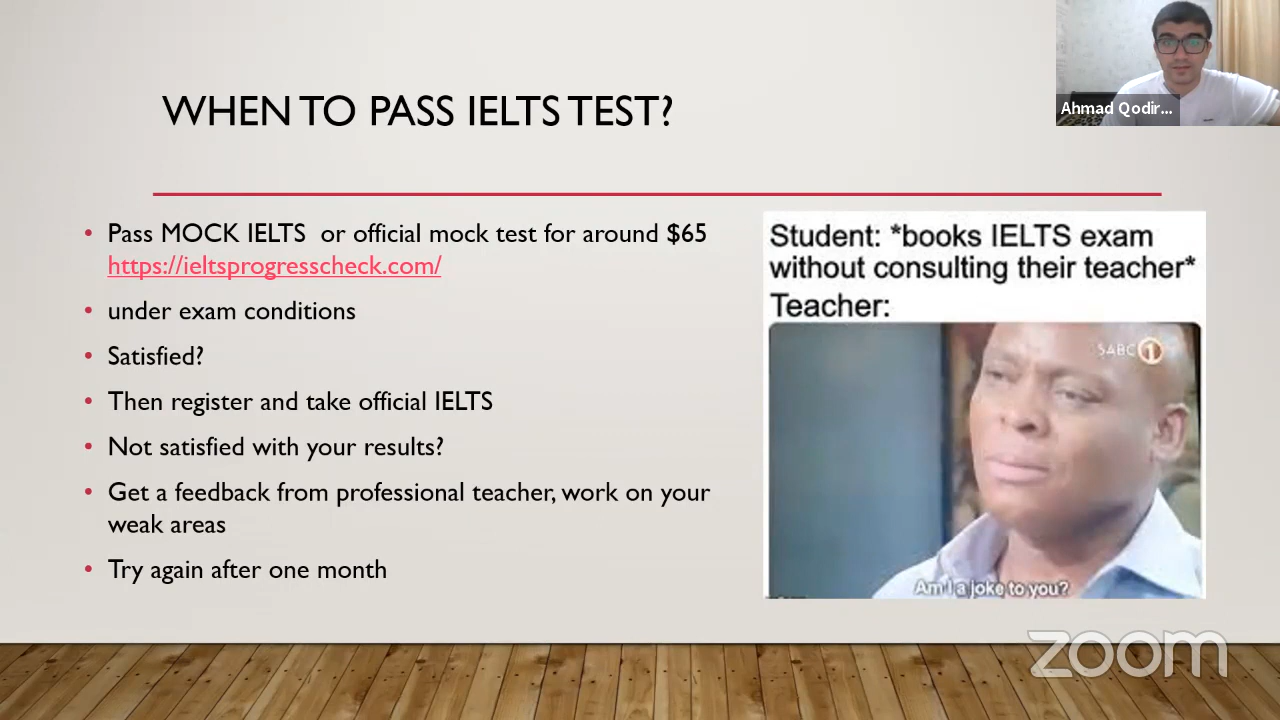 WHEN TO PASS IELTS TEST?
Ahmad Qodir...
• Pass MOCK IELTS or official mock test for around $65
https://ieltsprogresscheck.com/
• under exam conditions
• Satisfied?
• Then register and take official IELTS
• Not satisfied with your results?
• Get a feedback from professional teacher, work on your
weak areas
• Try again after one month
Student: *books IELTS exam
without consulting their teacher*
Teacher:
SABC 1
Am I a joke to you?
zoom